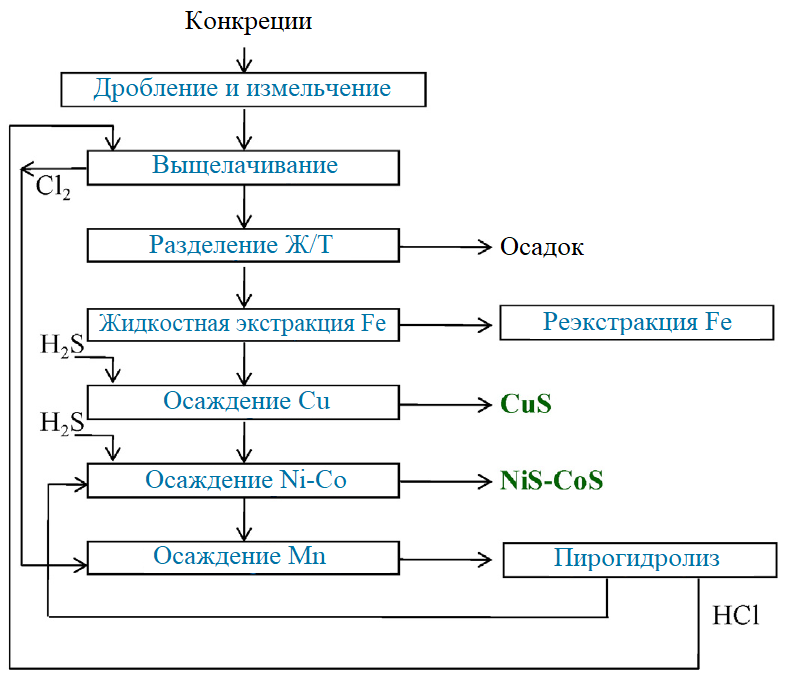 Конкреции
Дробление и измельчение
Выщелачивание
Cl₂
Разделение Ж/Т
Осадок
Жидкостная экстракция Fe
Реэкстракция Fe
H₂S
Осаждение Cu
CuS
H₂S
Осаждение Ni-Co
NiS-CoS
Осаждение Mn
Пирогидролиз
HCl